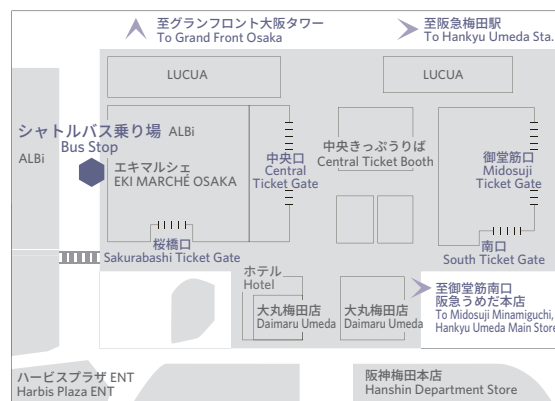 至グランフロント大阪タワー
To Grand Front Osaka
至阪急梅田駅
To Hankyu Umeda Sta.
LUCUA
LUCUA
シャトルバス乗り場
Bus Stop
ALBi
ALBi
エキマルシェ
EKI MARCHÉ OSAKA
中央口
Central
Ticket Gate
中央きっぷうりば
Central Ticket Booth
御堂筋口
Midosuji
Ticket Gate
桜橋口
Sakurabashi Ticket Gate
南口
South Ticket Gate
ホテル
Hotel
大丸梅田店
Daimaru Umeda
大丸梅田店
Daimaru Umeda
至御堂筋南口
阪急うめだ本店
To Midosuji Minamiguchi,
Hankyu Umeda Main Store
ハービスプラザ ENT
Harbis Plaza ENT
阪神梅田本店
Hanshin Department Store